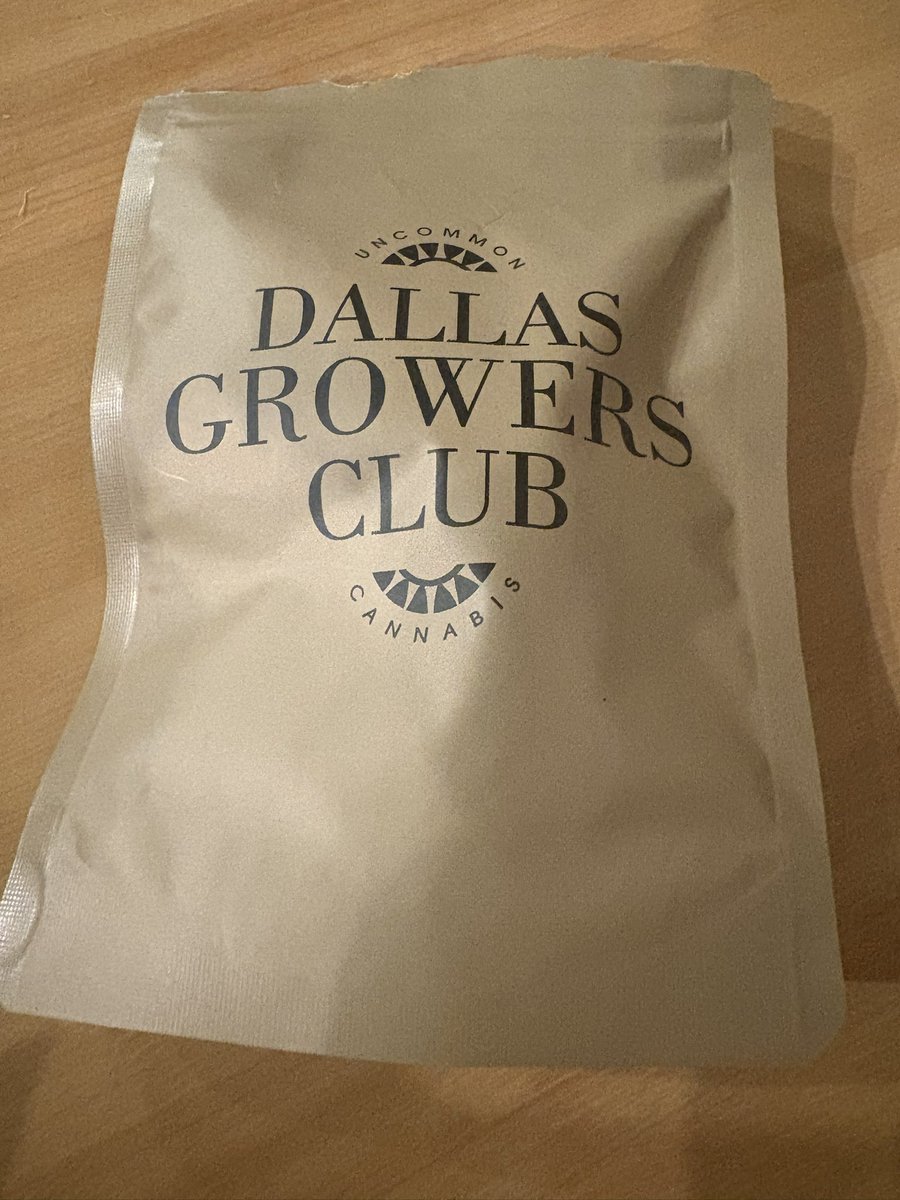 UNCOMMON
DALLAS
GROWERS
CLUB
CANNABIS